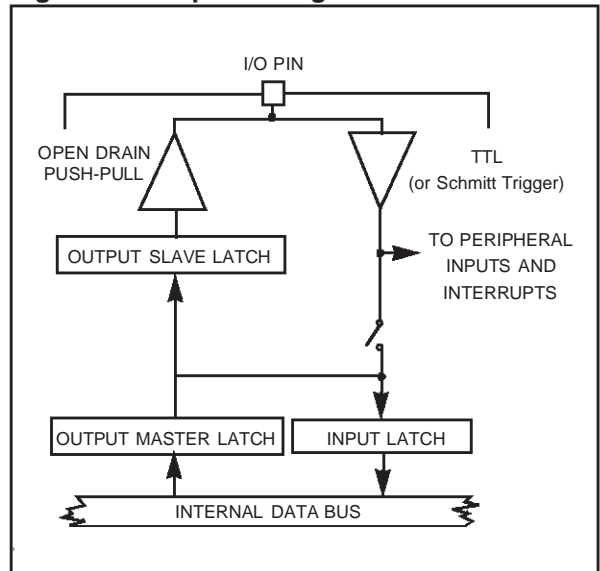 I/O PIN
OPEN DRAIN
PUSH-PULL
TTL
(or Schmitt Trigger)
TO PERIPHERAL
INPUTS AND
INTERRUPTS
OUTPUT SLAVE LATCH
OUTPUT MASTER LATCH
INPUT LATCH
INTERNAL DATA BUS